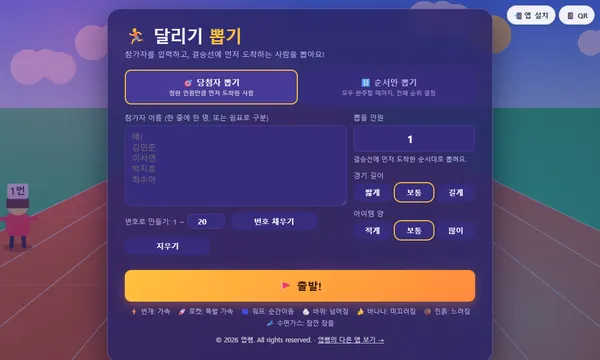 앱 설치
QR
달리기 뽑기
참가자를 입력하고, 결승선에 먼저 도착하는 사람을 뽑아요!
당첨자 뽑기
정한 인원만큼 먼저 도착한 사람
순서만 뽑기
모두 완주할 때까지, 전체 순위 결정
참가자 이름 (한 줄에 한 명, 또는 쉼표로 구분)
예)
김민준
이서연
박지호
최수아
번호로 만들기: 1 ~ 20
번호 채우기
지우기
뽑을 인원
1
결승선에 먼저 도착한 순서대로 뽑혀요.
경기 길이
짧게 보통 길게
아이템 양
적게 보통 많이
출발!
번개: 가속 로켓: 폭발 가속 워프: 순간이동 바위: 넘어짐 바나나: 미끄러짐 진흙: 느려짐
수면가스: 잠깐 잠듦
© 2026 앱쨈. All rights reserved. · 앱쨈의 다른 앱 보기 →
1번